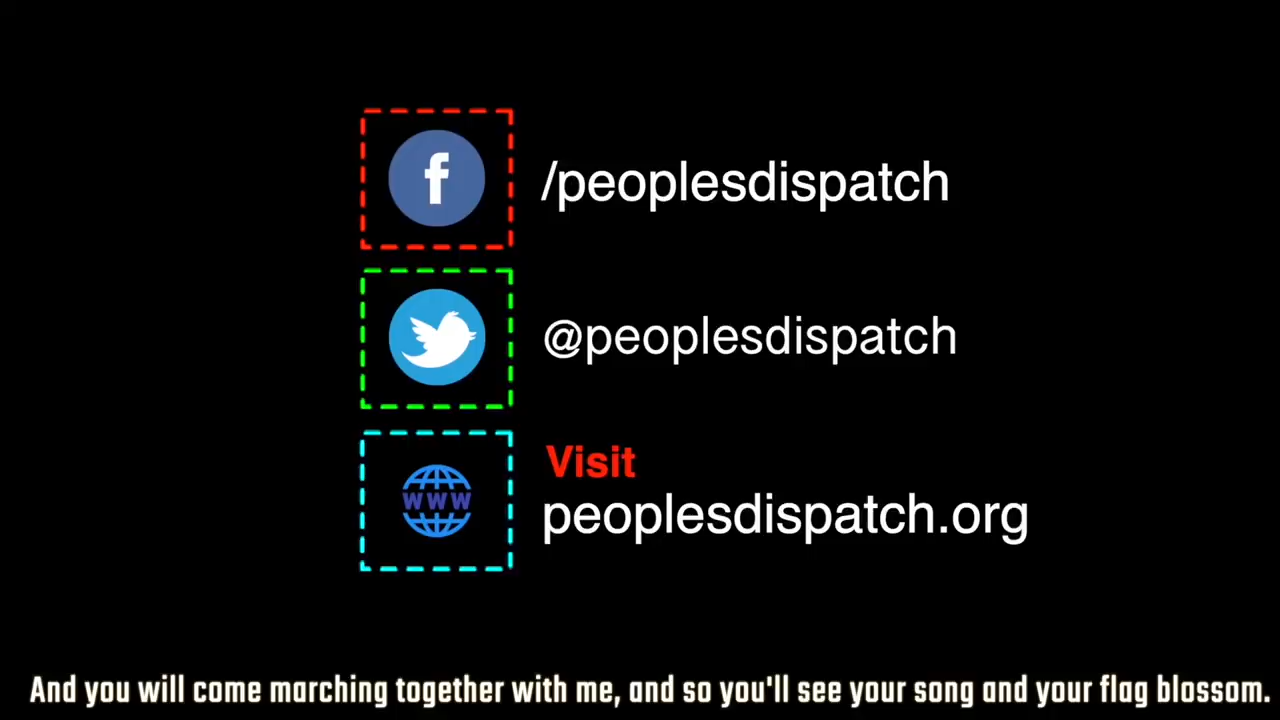 f
/peoplesdispatch
@peoplesdispatch
Visit
www
peoplesdispatch.org
And you will come marching together with me, and so you'll see your song and your flag blossom.